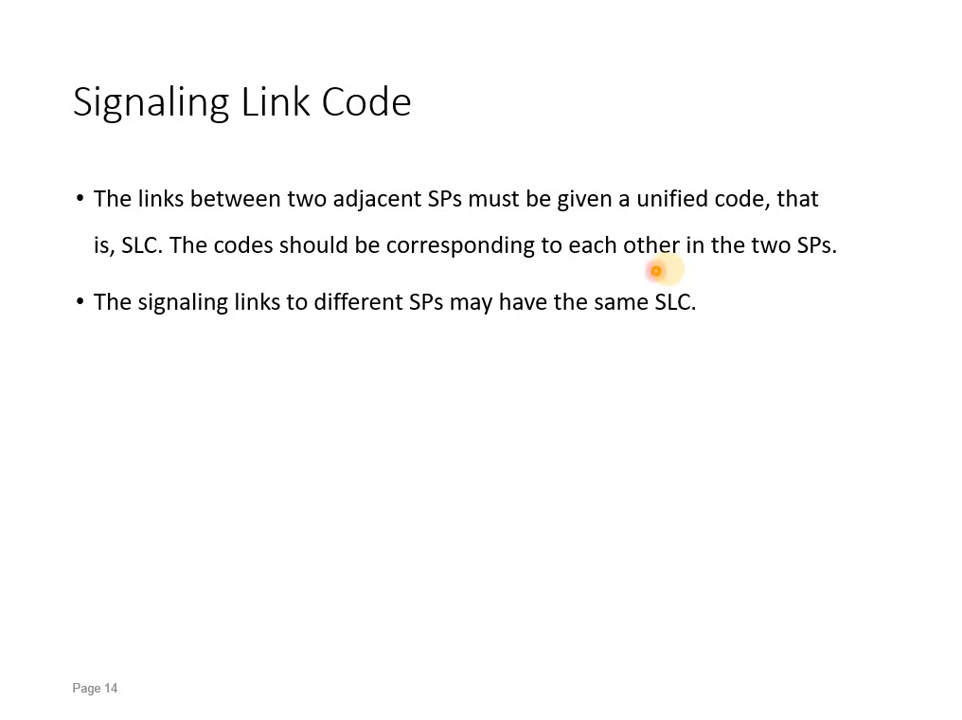 Signaling Link Code
• The links between two adjacent SPs must be given a unified code, that
is, SLC. The codes should be corresponding to each other in the two SPs.
• The signaling links to different SPs may have the same SLC.
Page 14